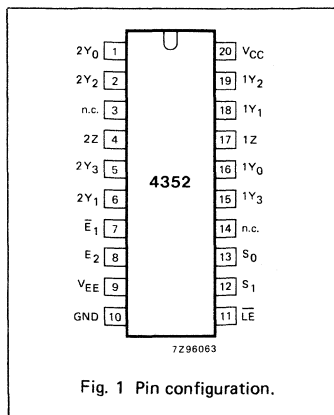 2Y0 1 20 VCC
2Y2 2 19 1Y2
n.c. 3 18 1Y1
2Z 4 17 1Z
2Y3 5 16 1Y0
2Y1 6 15 1Y3
E̅1 7 14 n.c.
E2 8 13 S0
VEE 9 12 S1
GND 10 11 L̅E̅
4352
7Z96063
Fig. 1 Pin configuration.